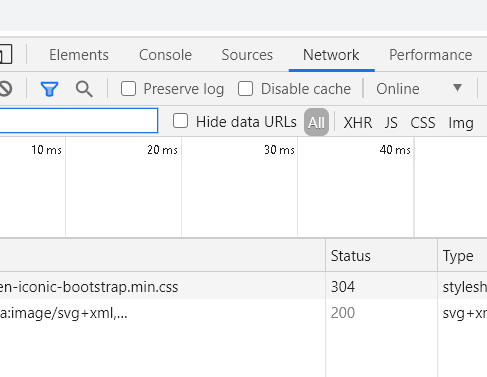 Elements Console Sources Network Performance
Preserve log Disable cache Online
Hide data URLs All XHR JS CSS Img
10 ms 20 ms 30 ms 40 ms
Status Type
en-iconic-bootstrap.min.css 304 stylesh
a:image/svg+xml,... 200 svg+xr